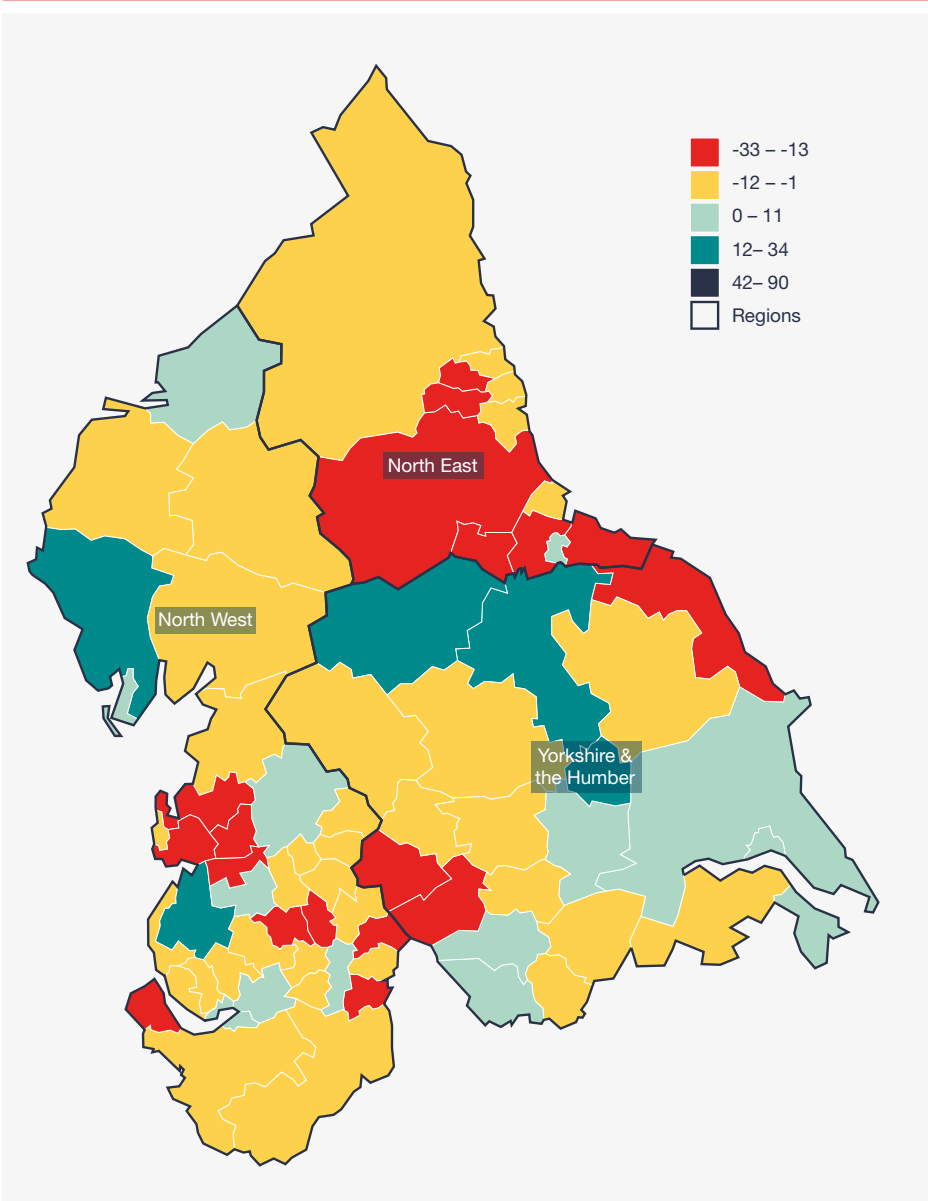 -33 – -13
-12 – -1
0 – 11
12– 34
42– 90
Regions
North East
North West
Yorkshire &
the Humber